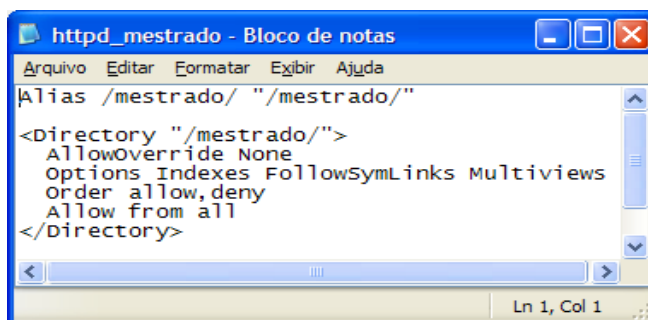 httpd_mestrado - Bloco de notas
Arquivo Editar Formatar Exibir Ajuda
Alias /mestrado/ "/mestrado/"
<Directory "/mestrado/">
AllowOverride None
Options Indexes FollowSymLinks Multiviews
Order allow,deny
Allow from all
</Directory>
Ln 1, Col 1